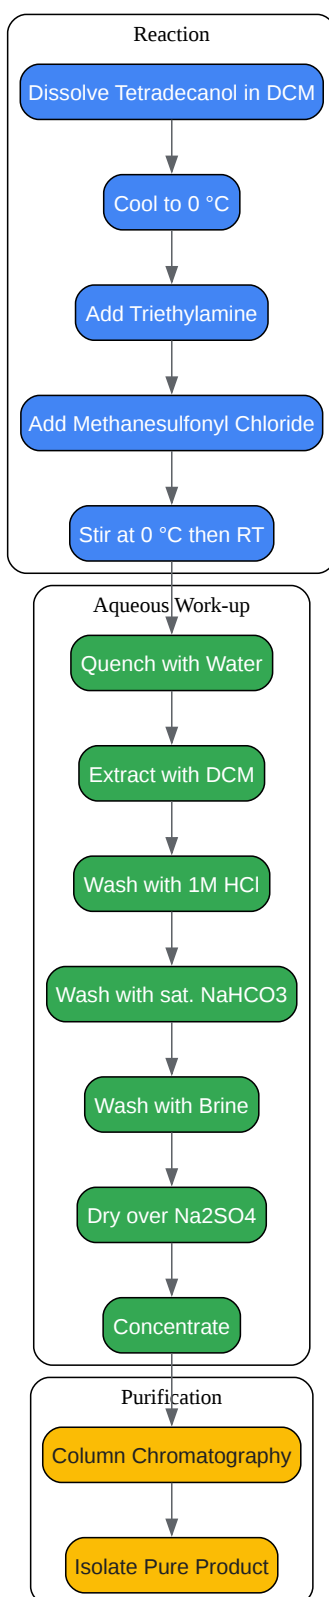 Reaction
Dissolve Tetradecanol in DCM
Cool to 0 °C
Add Triethylamine
Add Methanesulfonyl Chloride
Stir at 0 °C then RT
Aqueous Work-up
Quench with Water
Extract with DCM
Wash with 1M HCl
Wash with sat. NaHCO3
Wash with Brine
Dry over Na2SO4
Concentrate
Purification
Column Chromatography
Isolate Pure Product